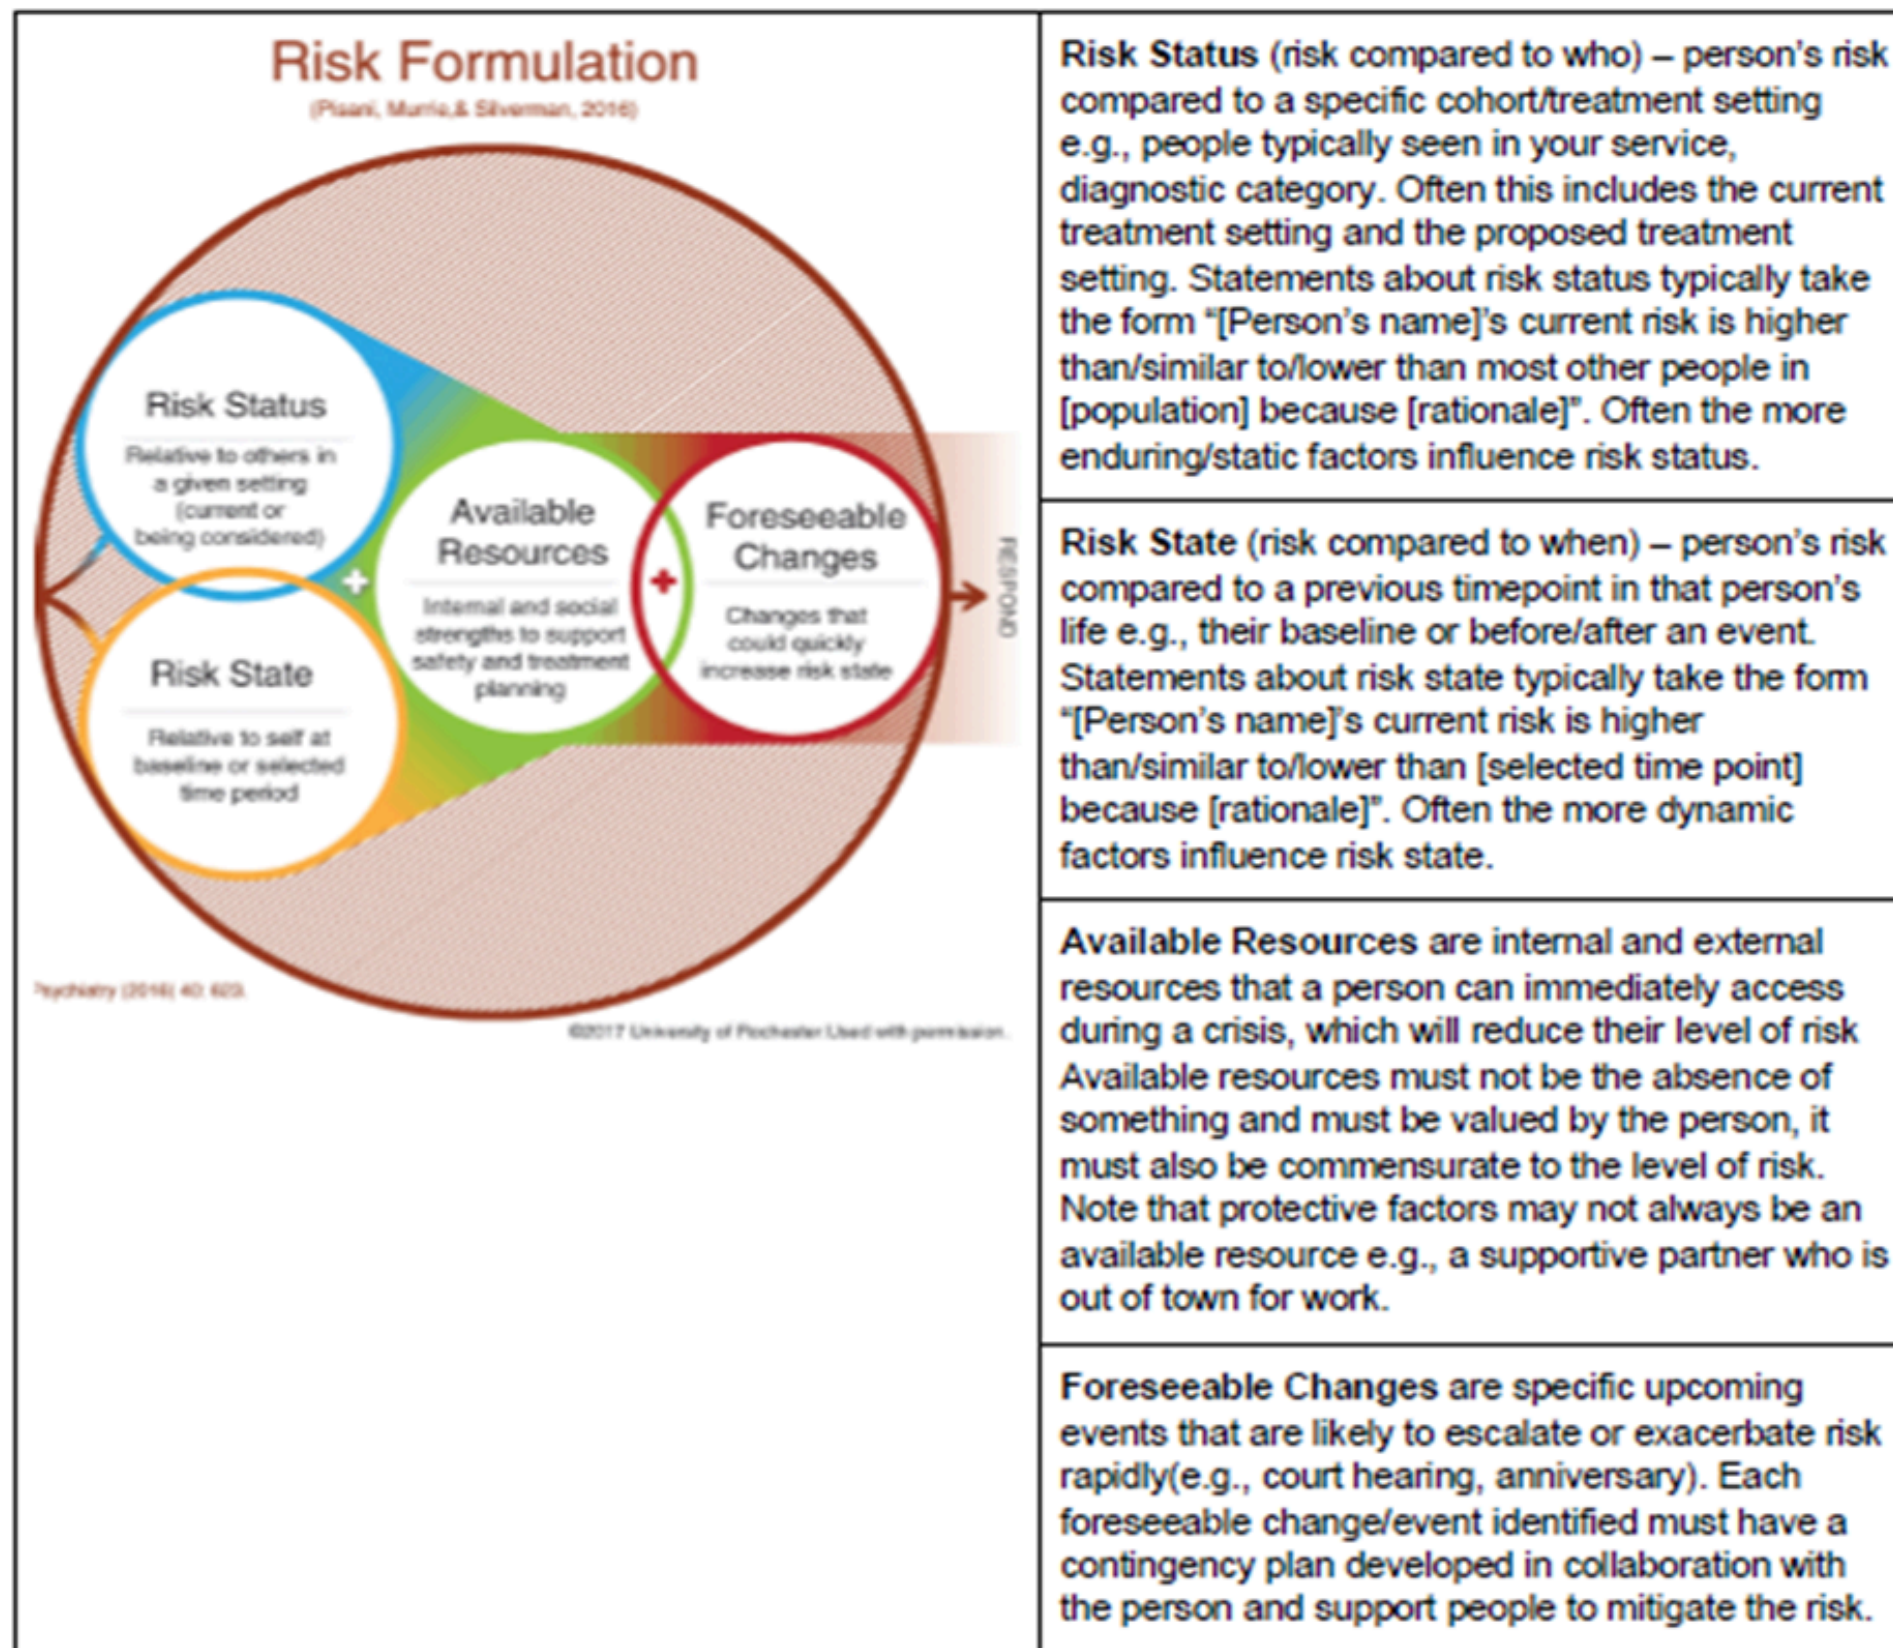 Risk Formulation
(Pisani, Murrie,& Silverman, 2016)
Risk Status
Relative to others in
a given setting
(current or
being considered)
Risk State
Relative to self at
baseline or selected
time period
Available
Resources
Internal and social
strengths to support
safety and treatment
planning
Foreseeable
Changes
Changes that
could quickly
increase risk state
RESPOND
Psychiatry (2016) 40: 623.
©2017 University of Rochester.Used with permission.
Risk Status (risk compared to who) – person's risk
compared to a specific cohort/treatment setting
e.g., people typically seen in your service,
diagnostic category. Often this includes the current
treatment setting and the proposed treatment
setting. Statements about risk status typically take
the form “[Person's name]'s current risk is higher
than/similar to/lower than most other people in
[population] because [rationale]”. Often the more
enduring/static factors influence risk status.
Risk State (risk compared to when) – person's risk
compared to a previous timepoint in that person's
life e.g., their baseline or before/after an event.
Statements about risk state typically take the form
“[Person's name]'s current risk is higher
than/similar to/lower than [selected time point]
because [rationale]”. Often the more dynamic
factors influence risk state.
Available Resources are internal and external
resources that a person can immediately access
during a crisis, which will reduce their level of risk
Available resources must not be the absence of
something and must be valued by the person, it
must also be commensurate to the level of risk.
Note that protective factors may not always be an
available resource e.g., a supportive partner who is
out of town for work.
Foreseeable Changes are specific upcoming
events that are likely to escalate or exacerbate risk
rapidly(e.g., court hearing, anniversary). Each
foreseeable change/event identified must have a
contingency plan developed in collaboration with
the person and support people to mitigate the risk.